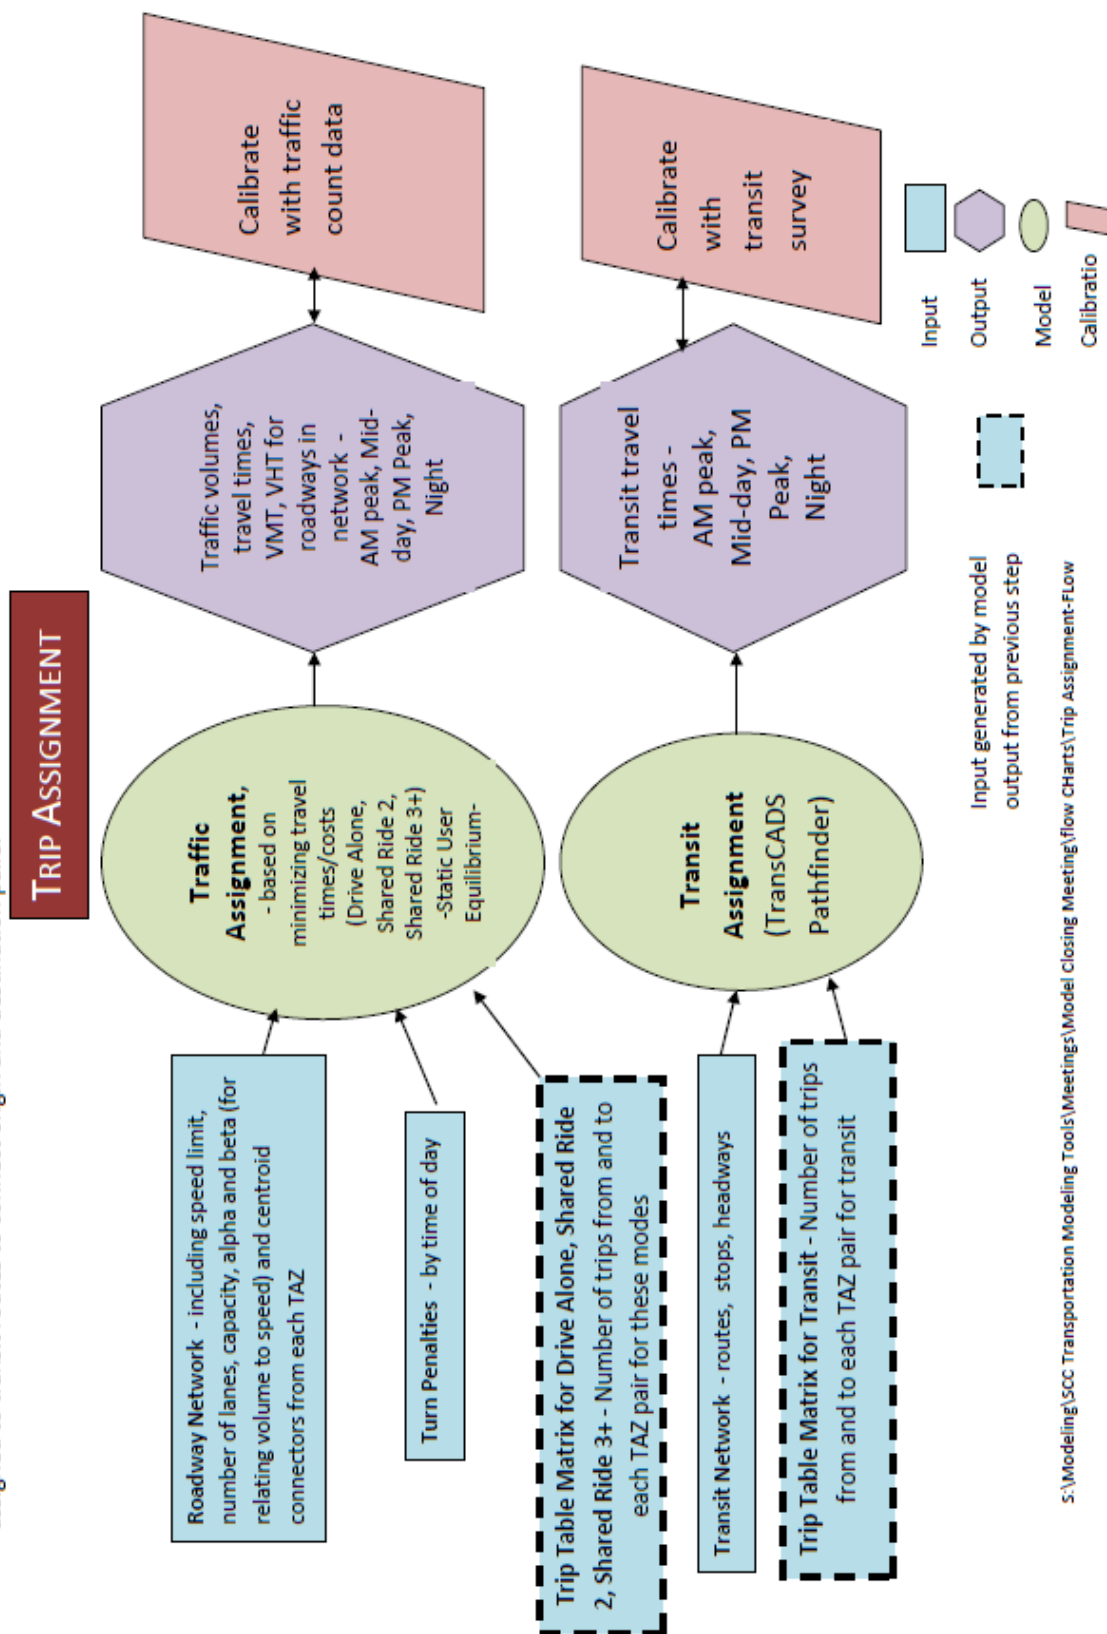 TRIP ASSIGNMENT
Roadway Network - including speed limit,
number of lanes, capacity, alpha and beta (for
relating volume to speed) and centroid
connectors from each TAZ
Turn Penalties - by time of day
Trip Table Matrix for Drive Alone, Shared Ride
2, Shared Ride 3+ - Number of trips from and to
each TAZ pair for these modes
Traffic
Assignment,
- based on
minimizing travel
times/costs
(Drive Alone,
Shared Ride 2,
Shared Ride 3+)
-Static User
Equilibrium-
Traffic volumes,
travel times,
VMT, VHT for
roadways in
network -
AM peak, Mid-
day, PM Peak,
Night
Calibrate
with traffic
count data
Transit Network - routes, stops, headways
Trip Table Matrix for Transit - Number of trips
from and to each TAZ pair for transit
Transit
Assignment
(TransCADS
Pathfinder)
Transit travel
times -
AM peak,
Mid-day, PM
Peak,
Night
Calibrate
with
transit
survey
Input generated by model
output from previous step
Input
Output
Model
Calibratio
S:\Modeling\SCC Transportation Modeling Tools\Meetings\Model Closing Meeting\flow CHarts\Trip Assignment-FLow